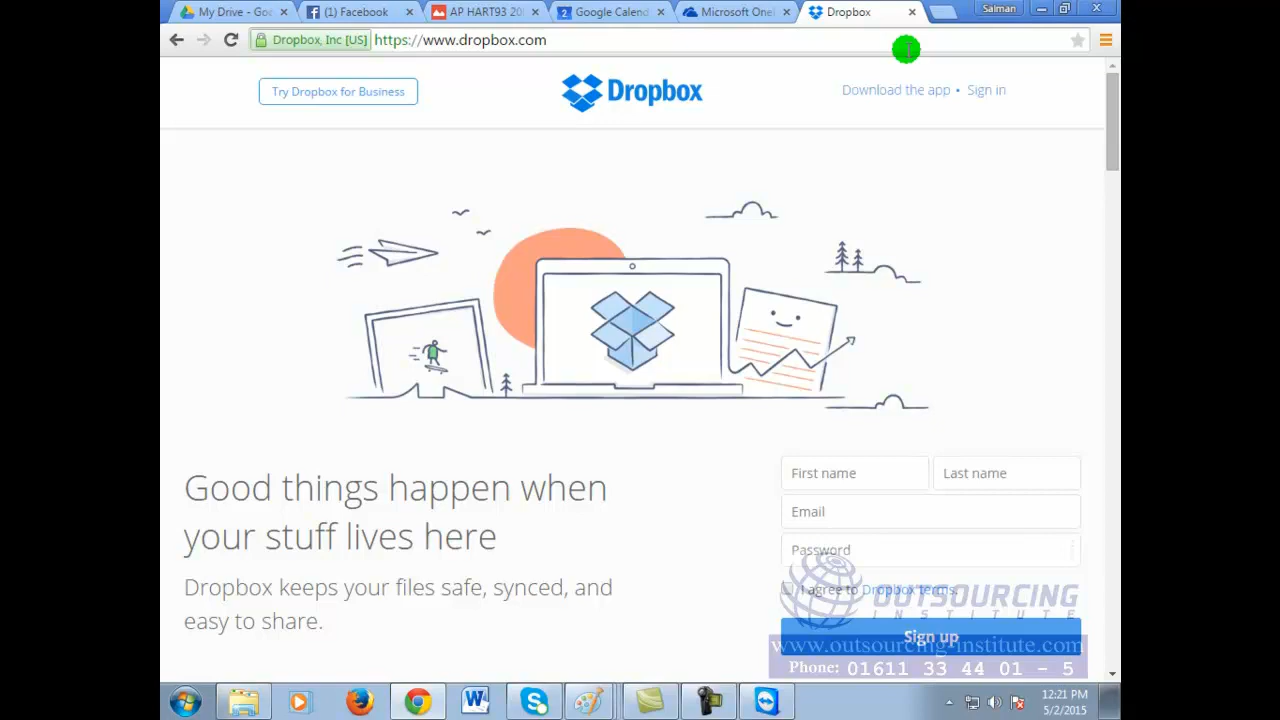 My Drive - Goo
(1) Facebook
AP HART93 20
Google Calend
Microsoft One
Dropbox
Salman
Dropbox, Inc [US]
https://www.dropbox.com
Try Dropbox for Business
Dropbox
Download the app • Sign in
Good things happen when
your stuff lives here
Dropbox keeps your files safe, synced, and
easy to share.
First name
Last name
Email
Password
I agree to Dropbox terms.
Sign up
OUTSOURCING
INSTITUTE
www.outsourcing-institute.com
Phone: 01611 33 44 01 - 5
12:21 PM
5/2/2015